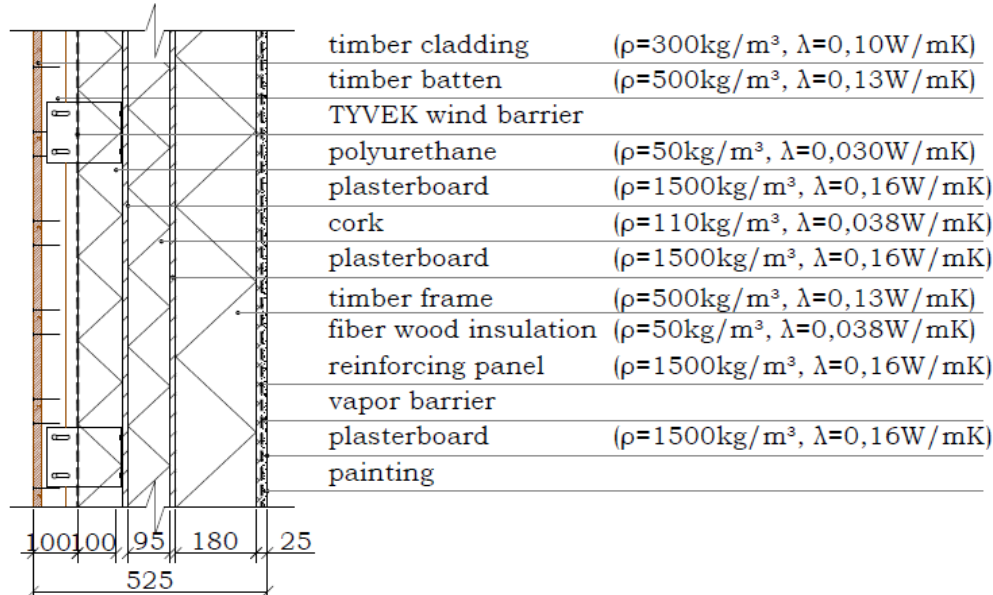 timber cladding (ρ=300kg/m³, λ=0,10W/mK)
timber batten (ρ=500kg/m³, λ=0,13W/mK)
TYVEK wind barrier
polyurethane (ρ=50kg/m³, λ=0,030W/mK)
plasterboard (ρ=1500kg/m³, λ=0,16W/mK)
cork (ρ=110kg/m³, λ=0,038W/mK)
plasterboard (ρ=1500kg/m³, λ=0,16W/mK)
timber frame (ρ=500kg/m³, λ=0,13W/mK)
fiber wood insulation (ρ=50kg/m³, λ=0,038W/mK)
reinforcing panel (ρ=1500kg/m³, λ=0,16W/mK)
vapor barrier
plasterboard (ρ=1500kg/m³, λ=0,16W/mK)
painting
100 100 95 180 25
525